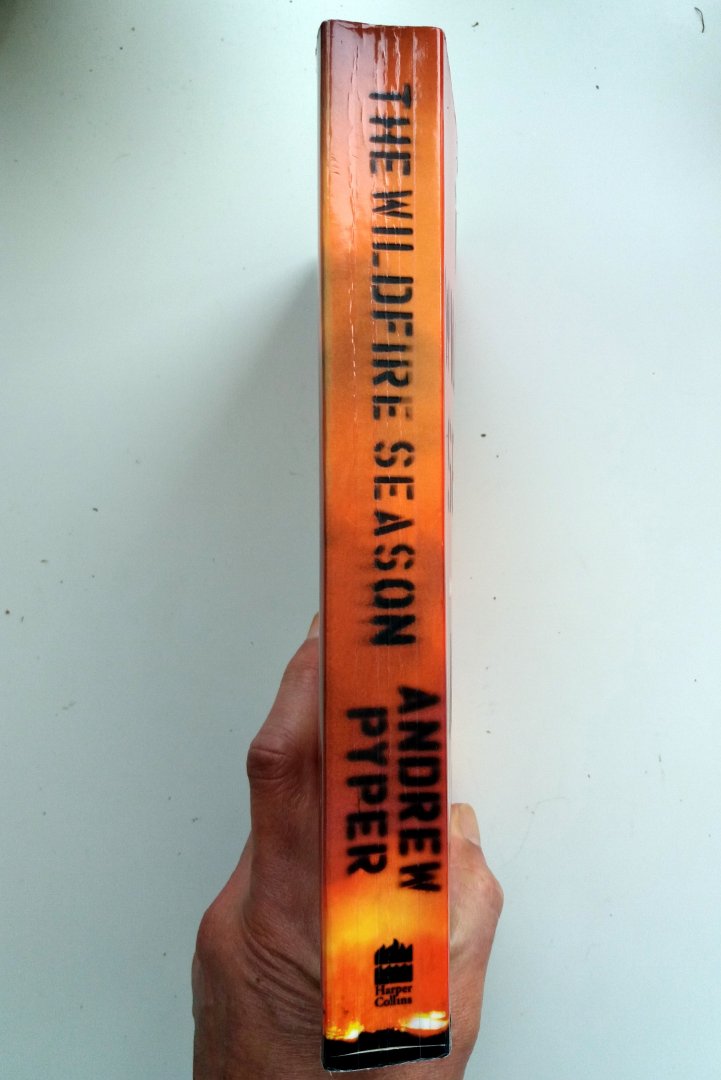 THE WILDFIRE SEASON
ANDREW
PYPER
Harper
Collins